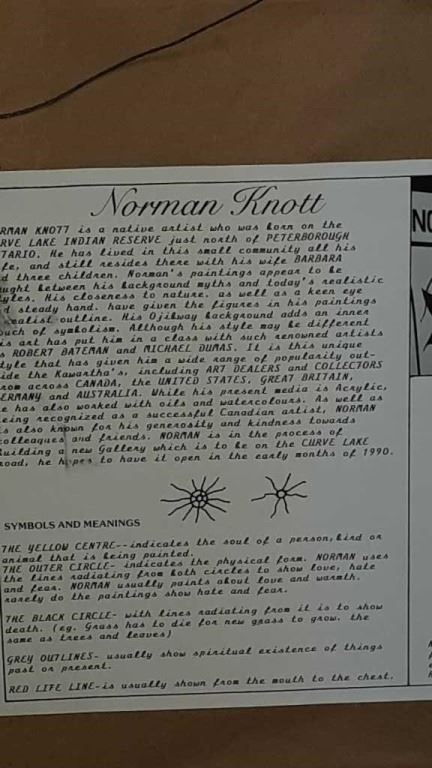 Norman Knott
RMAN KNOTT is a native artist who was born on the
RVE LAKE INDIAN RESERVE just north of PETERBOROUGH
TARIO. He has lived in this small community all his
fe, and still resides there with his wife BARBARA
d three children. Norman's paintings appear to be
ught between his background myths and today's realistic
yles. His closeness to nature, as well as a keen eye
d steady hand, have given the figures in his paintings
realist outline. His Ojibway background adds an inner
ouch of symbolism. Although his style may be different
is art has put him in a class with such renowned artists
s ROBERT BATEMAN and MICHAEL DUMAS. It is this unique
tyle that has given him a wide range of popularity out-
ide the Kawartha's, including ART DEALERS and COLLECTORS
rom across CANADA, the UNITED STATES, GREAT BRITAIN,
ERMANY and AUSTRALIA. While his present media is Acrylic,
e has also worked with oils and watercolours. As well as
eing recognized as a successful Canadian artist, NORMAN
s also known for his generosity and kindness towards
olleagues and friends. NORMAN is in the process of
uilding a new Gallery which is to be on the CURVE LAKE
oad, he hopes to have it open in the early months of 1990.
SYMBOLS AND MEANINGS
THE YELLOW CENTRE--indicates the soul of a person, bird or
animal that is being painted.
THE OUTER CIRCLE- indicates the physical form. NORMAN uses
the lines radiating from both circles to show love, hate
and fear. NORMAN usually paints about love and warmth.
rarely do the paintings show hate and fear.
THE BLACK CIRCLE- with lines radiating from it is to show
death. (eg. Grass has to die for new grass to grow. the
same as trees and leaves)
GREY OUTLINES- usually show spiritual existence of things
past or present.
RED LIFE LINE-is usually shown from the mouth to the chest.
NO